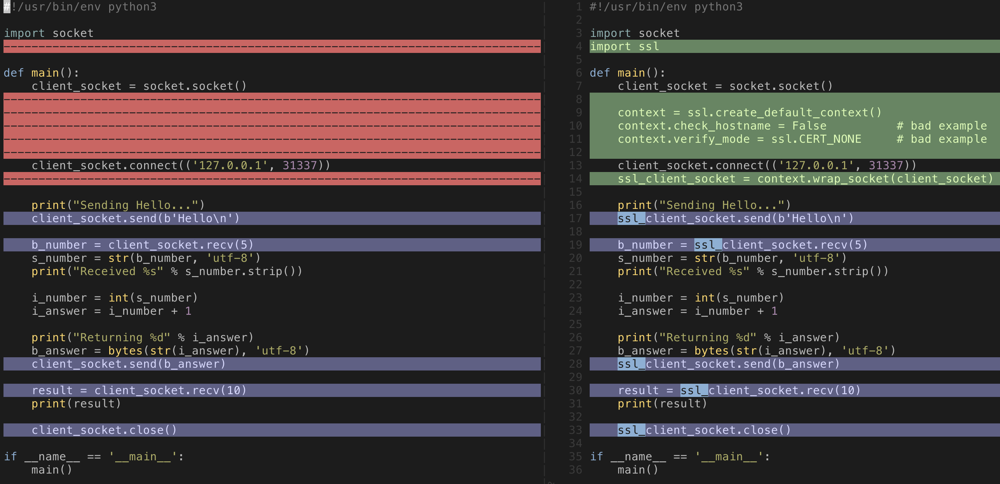 #!/usr/bin/env python3

import socket
--------------------------------------------------------------------------------

def main():
    client_socket = socket.socket()
--------------------------------------------------------------------------------
--------------------------------------------------------------------------------
--------------------------------------------------------------------------------
--------------------------------------------------------------------------------
--------------------------------------------------------------------------------
    client_socket.connect(('127.0.0.1', 31337))
--------------------------------------------------------------------------------

    print("Sending Hello...")
    client_socket.send(b'Hello\n')

    b_number = client_socket.recv(5)
    s_number = str(b_number, 'utf-8')
    print("Received %s" % s_number.strip())

    i_number = int(s_number)
    i_answer = i_number + 1

    print("Returning %d" % i_answer)
    b_answer = bytes(str(i_answer), 'utf-8')
    client_socket.send(b_answer)

    result = client_socket.recv(10)
    print(result)

    client_socket.close()

if __name__ == '__main__':
    main()
1 #!/usr/bin/env python3
2
3 import socket
4 import ssl
5
6 def main():
7     client_socket = socket.socket()
8
9     context = ssl.create_default_context()
10     context.check_hostname = False          # bad example
11     context.verify_mode = ssl.CERT_NONE     # bad example
12
13     client_socket.connect(('127.0.0.1', 31337))
14     ssl_client_socket = context.wrap_socket(client_socket)
15
16     print("Sending Hello...")
17     ssl_client_socket.send(b'Hello\n')
18
19     b_number = ssl_client_socket.recv(5)
20     s_number = str(b_number, 'utf-8')
21     print("Received %s" % s_number.strip())
22
23     i_number = int(s_number)
24     i_answer = i_number + 1
25
26     print("Returning %d" % i_answer)
27     b_answer = bytes(str(i_answer), 'utf-8')
28     ssl_client_socket.send(b_answer)
29
30     result = ssl_client_socket.recv(10)
31     print(result)
32
33     ssl_client_socket.close()
34
35 if __name__ == '__main__':
36     main()